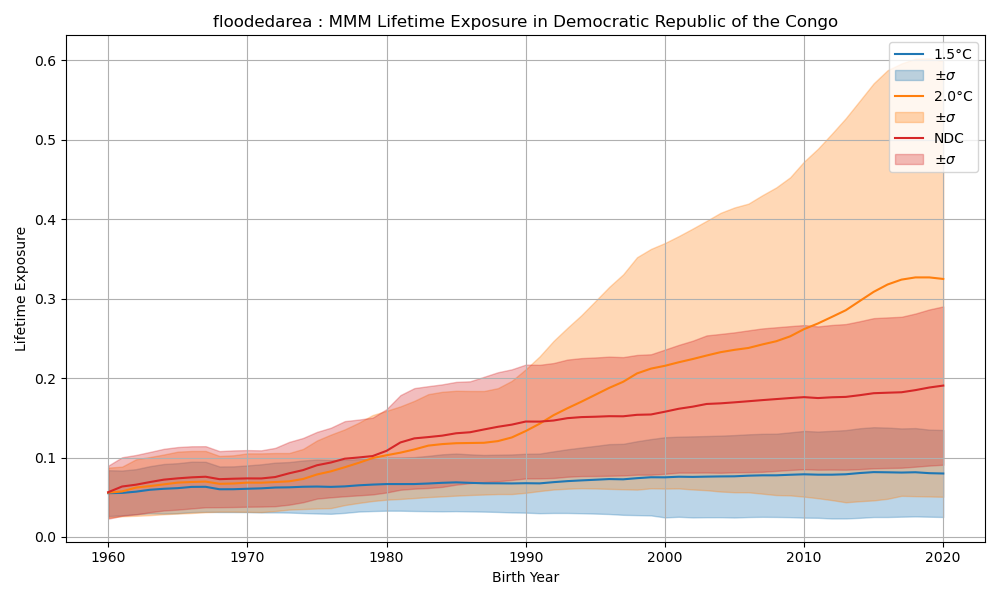 floodedarea : MMM Lifetime Exposure in Democratic Republic of the Congo
Lifetime Exposure
0.6
0.5
0.4
0.3
0.2
0.1
0.0
1.5°C
±σ
2.0°C
±σ
NDC
±σ
1960 1970 1980 1990 2000 2010 2020
Birth Year